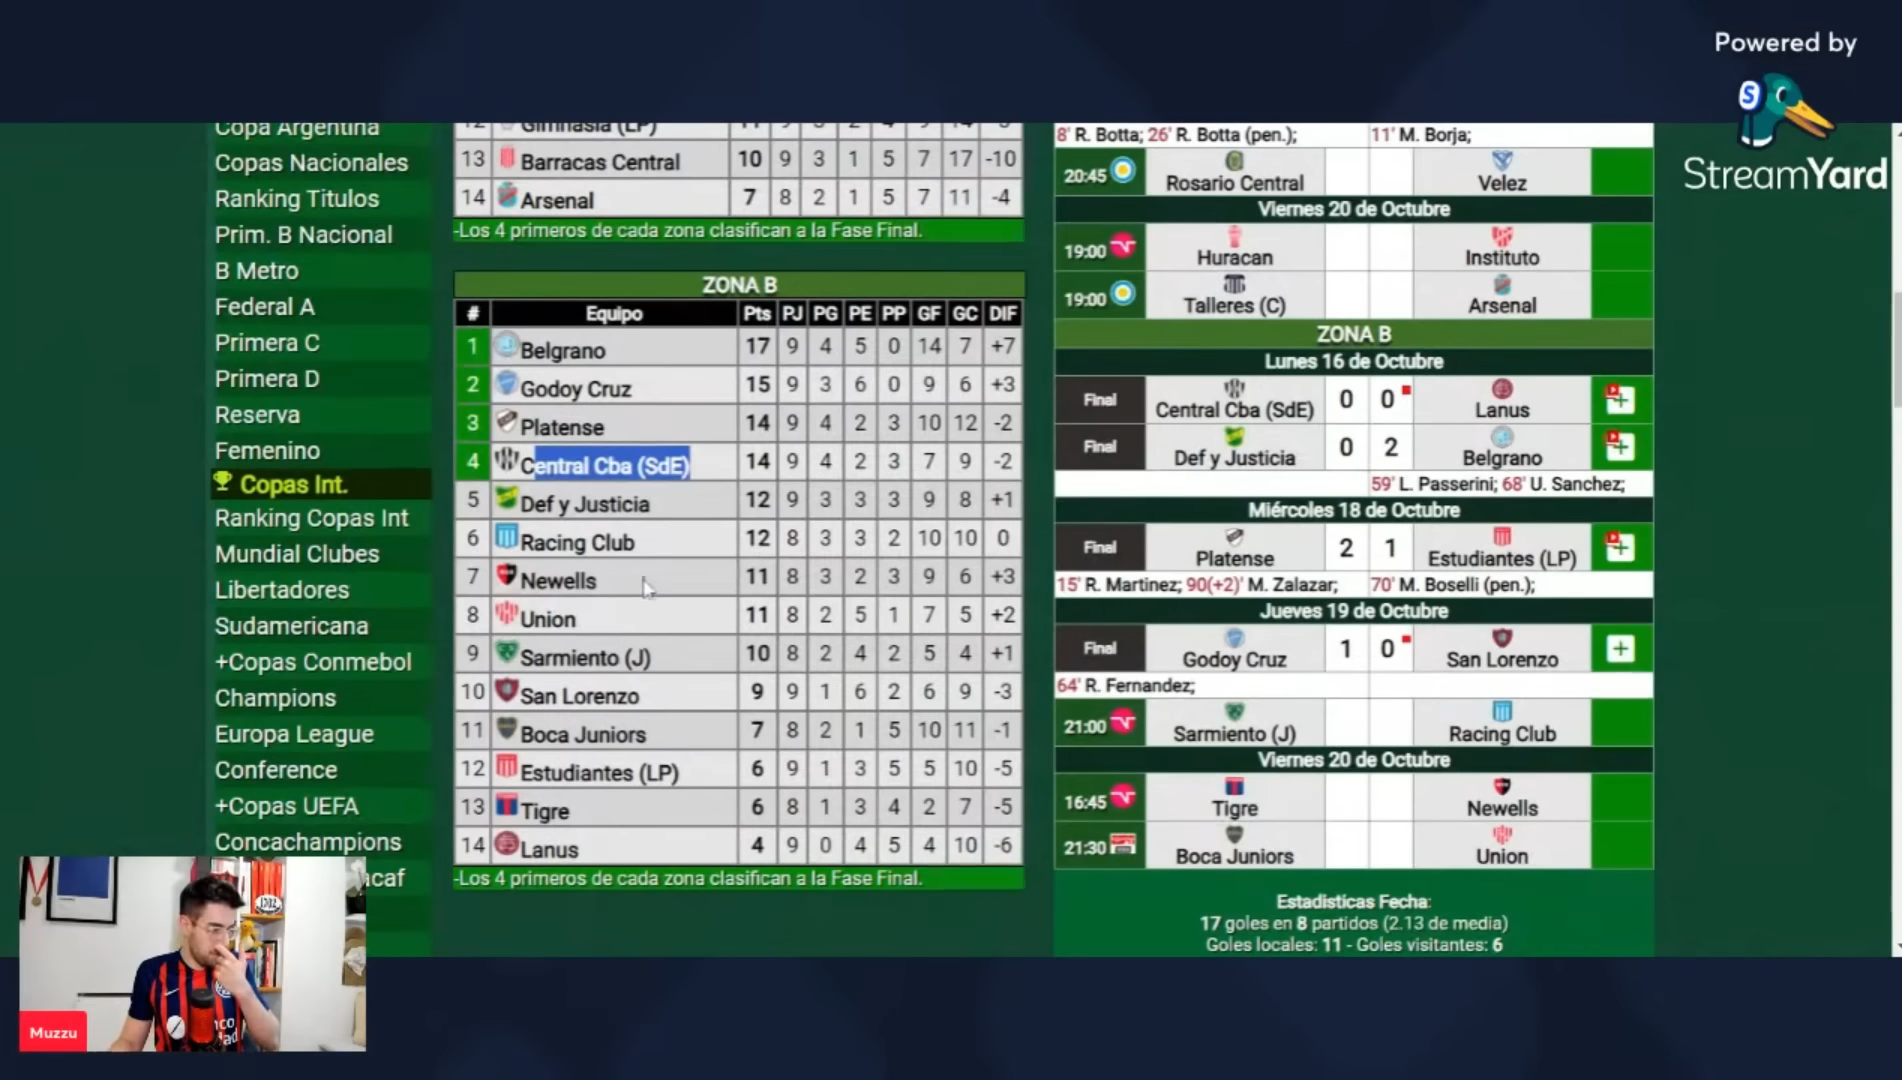 Powered by
StreamYard
Copa Argentina
Copas Nacionales
Ranking Titulos
Prim. B Nacional
B Metro
Federal A
Primera C
Primera D
Reserva
Femenino
Copas Int.
Ranking Copas Int
Mundial Clubes
Libertadores
Sudamericana
+Copas Conmebol
Champions
Europa League
Conference
+Copas UEFA
Concachampions
acaf
12 Gimnasia (LP)
13 Barracas Central 10 9 3 1 5 7 17 -10
14 Arsenal 7 8 2 1 5 7 11 -4
-Los 4 primeros de cada zona clasifican a la Fase Final.
ZONA B
# Equipo Pts PJ PG PE PP GF GC DIF
1 Belgrano 17 9 4 5 0 14 7 +7
2 Godoy Cruz 15 9 3 6 0 9 6 +3
3 Platense 14 9 4 2 3 10 12 -2
4 Central Cba (SdE) 14 9 4 2 3 7 9 -2
5 Def y Justicia 12 9 3 3 3 9 8 +1
6 Racing Club 12 8 3 3 2 10 10 0
7 Newells 11 8 3 2 3 9 6 +3
8 Union 11 8 2 5 1 7 5 +2
9 Sarmiento (J) 10 8 2 4 2 5 4 +1
10 San Lorenzo 9 9 1 6 2 6 9 -3
11 Boca Juniors 7 8 2 1 5 10 11 -1
12 Estudiantes (LP) 6 9 1 3 5 5 10 -5
13 Tigre 6 8 1 3 4 2 7 -5
14 Lanus 4 9 0 4 5 4 10 -6
-Los 4 primeros de cada zona clasifican a la Fase Final.
8' R. Botta; 26' R. Botta (pen.); 11' M. Borja;
20:45 Rosario Central Velez
Viernes 20 de Octubre
19:00 Huracan Instituto
19:00 Talleres (C) Arsenal
ZONA B
Lunes 16 de Octubre
Final Central Cba (SdE) 0 0 Lanus
Final Def y Justicia 0 2 Belgrano
59' L. Passerini; 68' U. Sanchez;
Miércoles 18 de Octubre
Final Platense 2 1 Estudiantes (LP)
15' R. Martinez; 90(+2)' M. Zalazar; 70' M. Boselli (pen.);
Jueves 19 de Octubre
Final Godoy Cruz 1 0 San Lorenzo
64' R. Fernandez;
21:00 Sarmiento (J) Racing Club
Viernes 20 de Octubre
16:45 Tigre Newells
21:30 Boca Juniors Union
Estadisticas Fecha:
17 goles en 8 partidos (2.13 de media)
Goles locales: 11 - Goles visitantes: 6
Muzzu